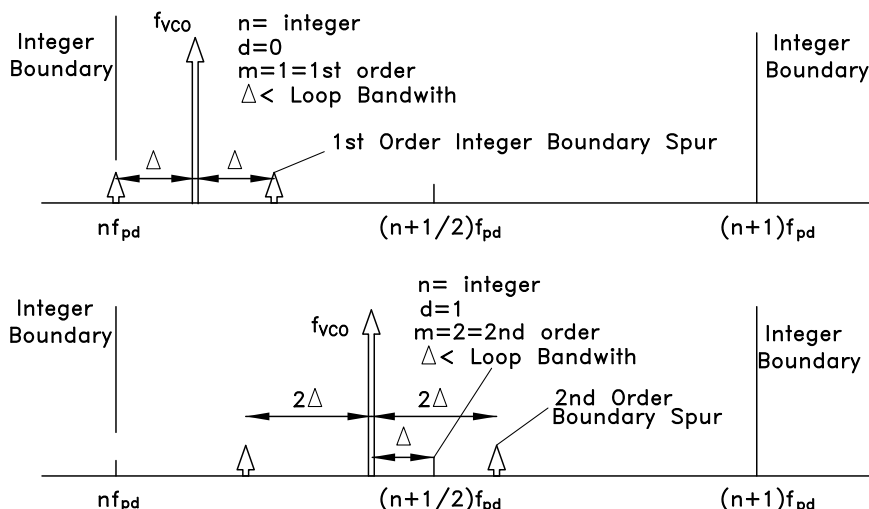 f_VCO
n= integer
d=0
m=1=1st order
Δ< Loop Bandwith
Integer
Boundary
Integer
Boundary
Δ
Δ
1st Order Integer Boundary Spur
nf_pd
(n+1/2)f_pd
(n+1)f_pd
n= integer
d=1
m=2=2nd order
Δ< Loop Bandwith
Integer
Boundary
f_VCO
Integer
Boundary
2Δ
2Δ
2nd Order
Boundary Spur
Δ
nf_pd
(n+1/2)f_pd
(n+1)f_pd